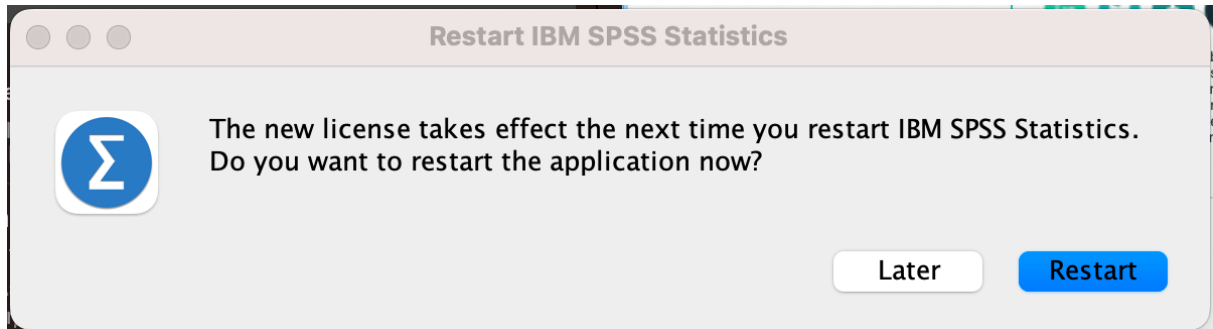 Restart IBM SPSS Statistics
The new license takes effect the next time you restart IBM SPSS Statistics.
Do you want to restart the application now?
Later
Restart